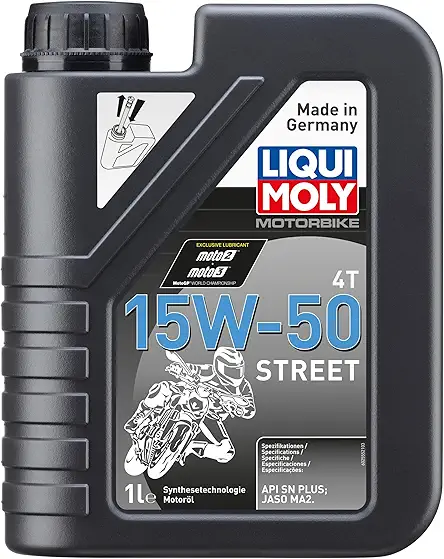 Made in
Germany
LIQUI
MOLY
MOTORBIKE
EXCLUSIVE LUBRICANT
moto2
moto3
MotoGP WORLD CHAMPIONSHIP
4T
15W-50
STREET
Spezifikationen /
Specifications /
Specifiche /
Especificaciones /
Especificações:
API SN PLUS;
JASO MA2.
1L e
Synthesetechnologie
Motoröl